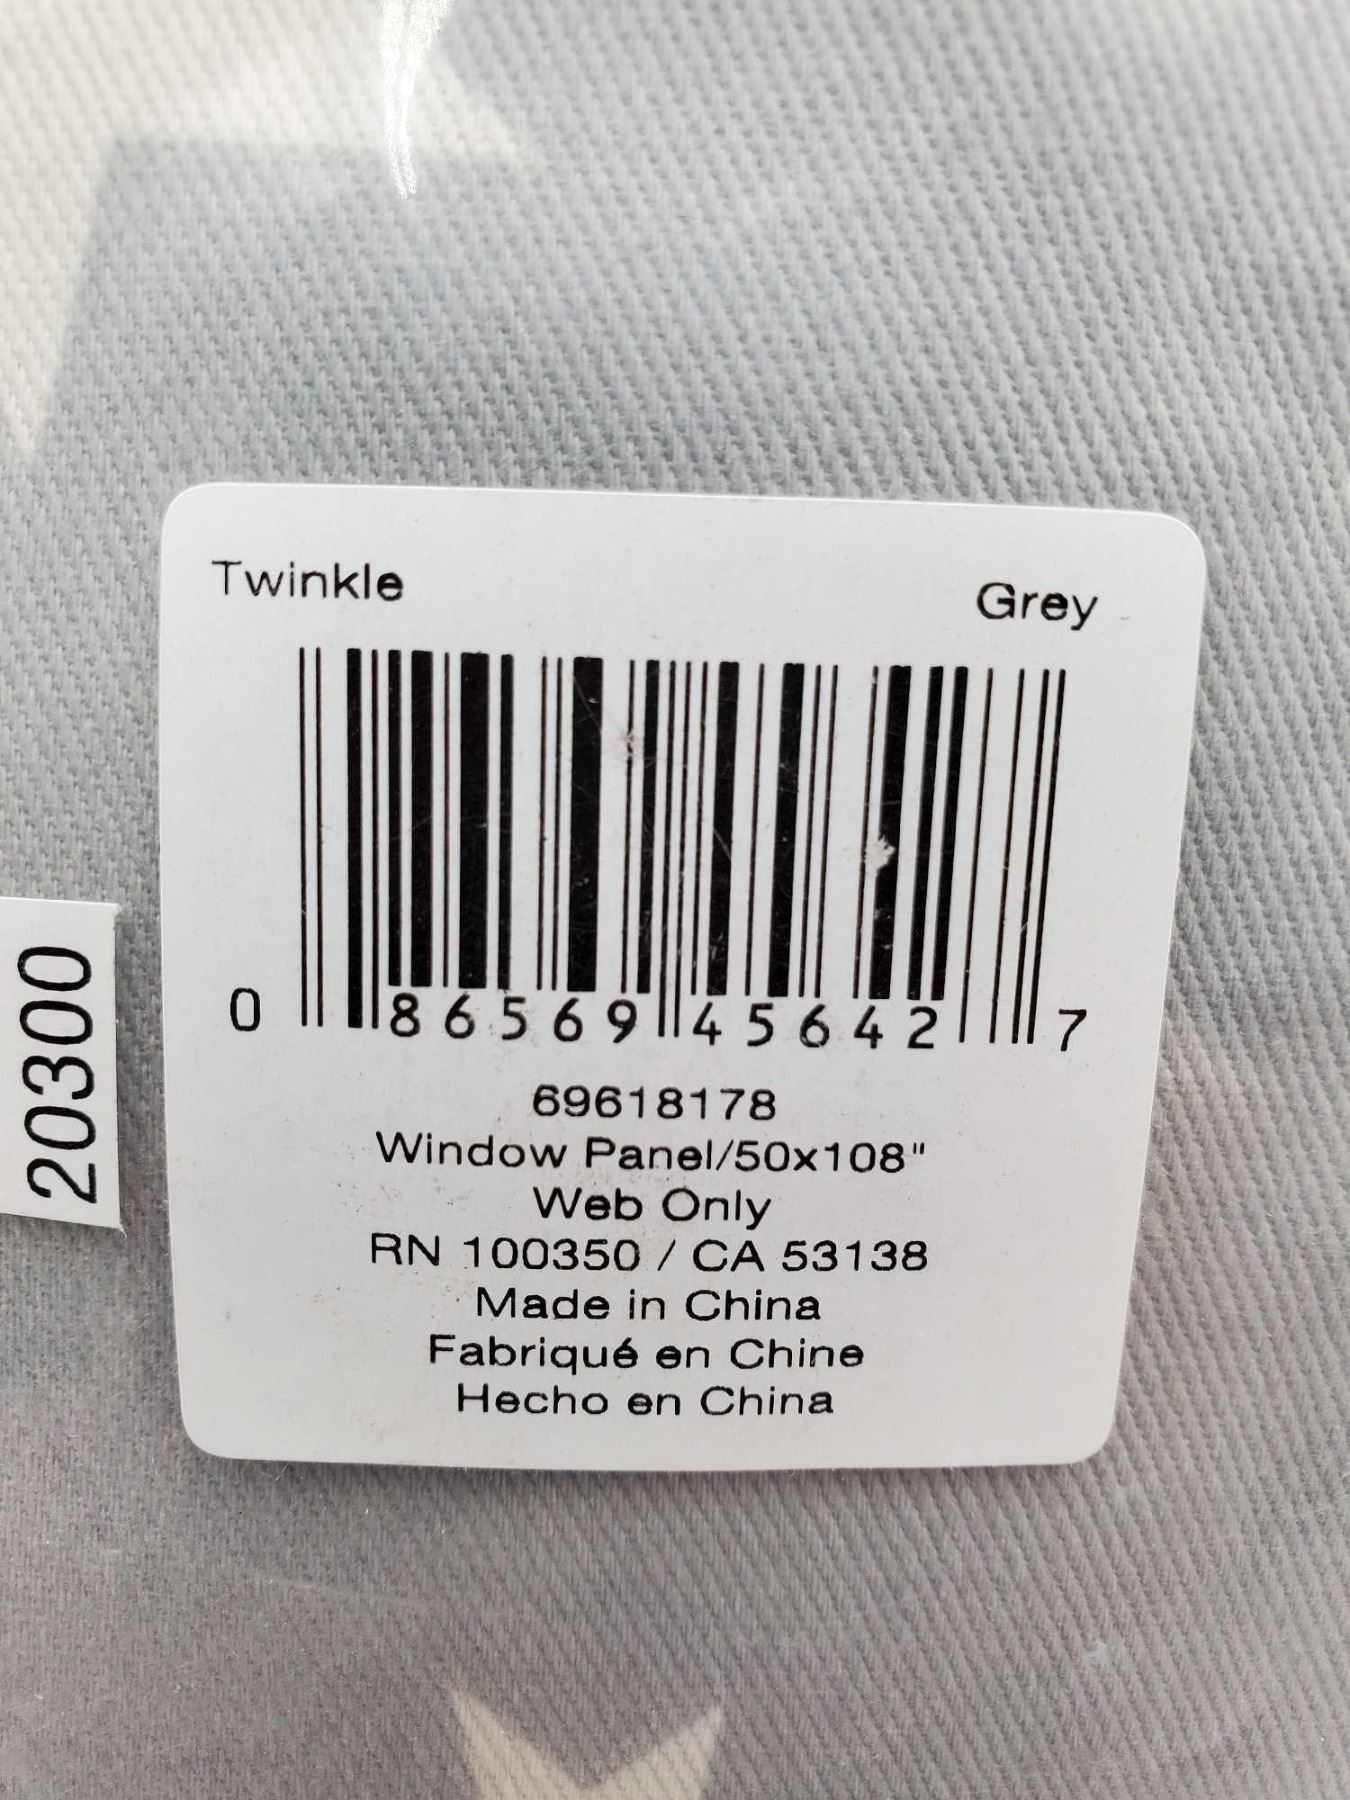 Twinkle Grey
0 86569 45642 7
69618178
Window Panel/50x108"
Web Only
RN 100350 / CA 53138
Made in China
Fabriqué en Chine
Hecho en China
20300